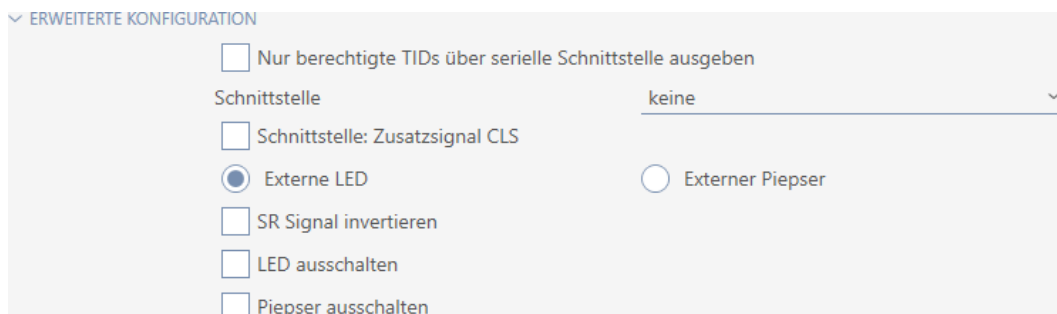 ERWEITERTE KONFIGURATION
Nur berechtigte TIDs über serielle Schnittstelle ausgeben
Schnittstelle keine
Schnittstelle: Zusatzsignal CLS
Externe LED Externer Piepser
SR Signal invertieren
LED ausschalten
Piepser ausschalten